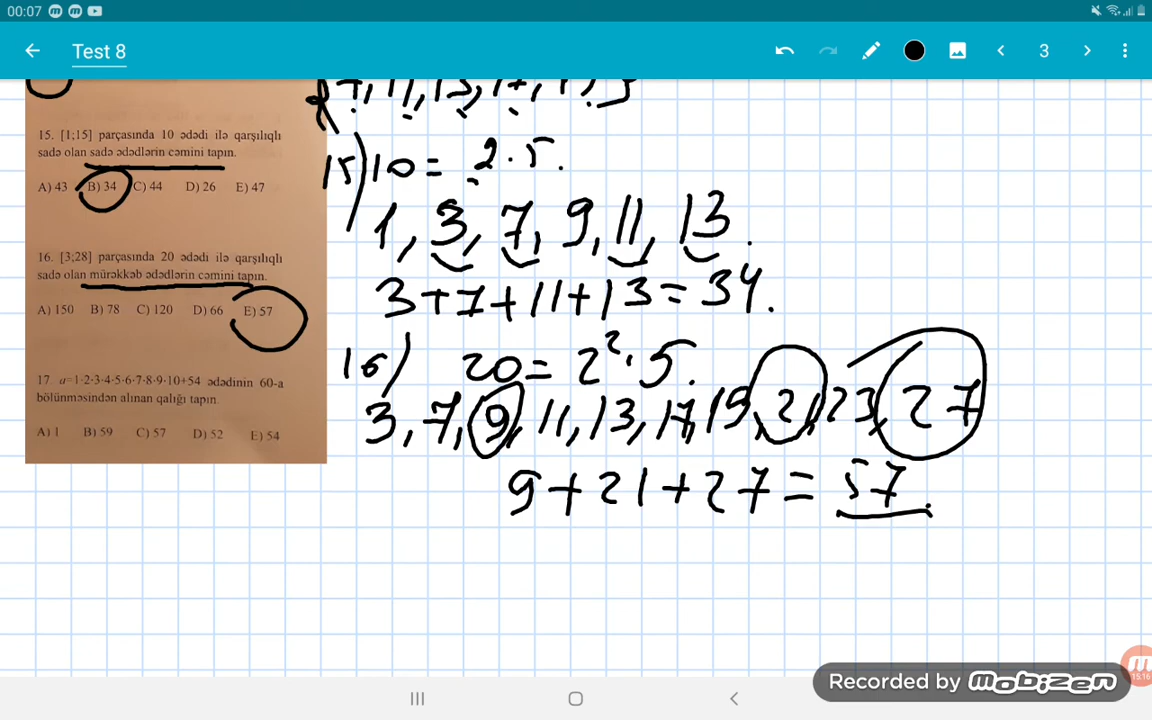 00:07
Test 8
3
15. [1;15] parçasında 10 ədədi ilə qarşılıqlı
sadə olan sadə ədədlərin cəmini tapın.
A) 43 B) 34 C) 44 D) 26 E) 47
16. [3;28] parçasında 20 ədədi ilə qarşılıqlı
sadə olan mürəkkəb ədədlərin cəmini tapın.
A) 150 B) 78 C) 120 D) 66 E) 57
17 a=1·2·3·4·5·6·7·8·9·10+54 ədədinin 60-a
bölünməsindən alınan qalığı tapın.
A) 1 B) 59 C) 57 D) 52 E) 54
15) 10 = 2·5.
1, 3, 7, 9, 11, 13.
3+7+11+13=34.
16) 20 = 2²·5.
3, 7, 9, 11, 13, 17, 19, 21, 23, 27
9+21+27=57.
Recorded by mobizen
15:16